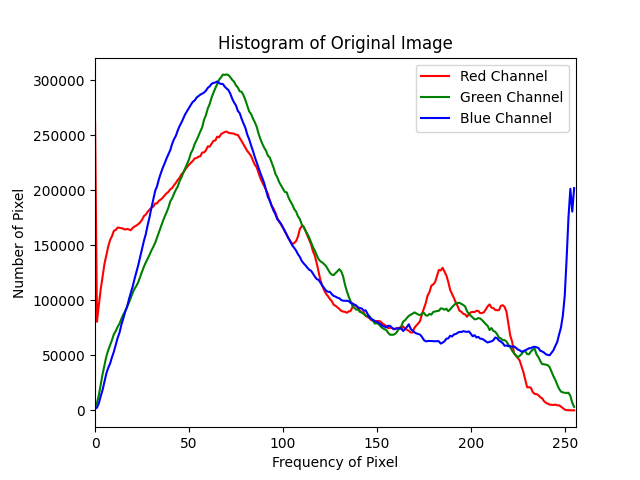 Histogram of Original Image
Red Channel
Green Channel
Blue Channel
Number of Pixel
300000
250000
200000
150000
100000
50000
0
0 50 100 150 200 250
Frequency of Pixel